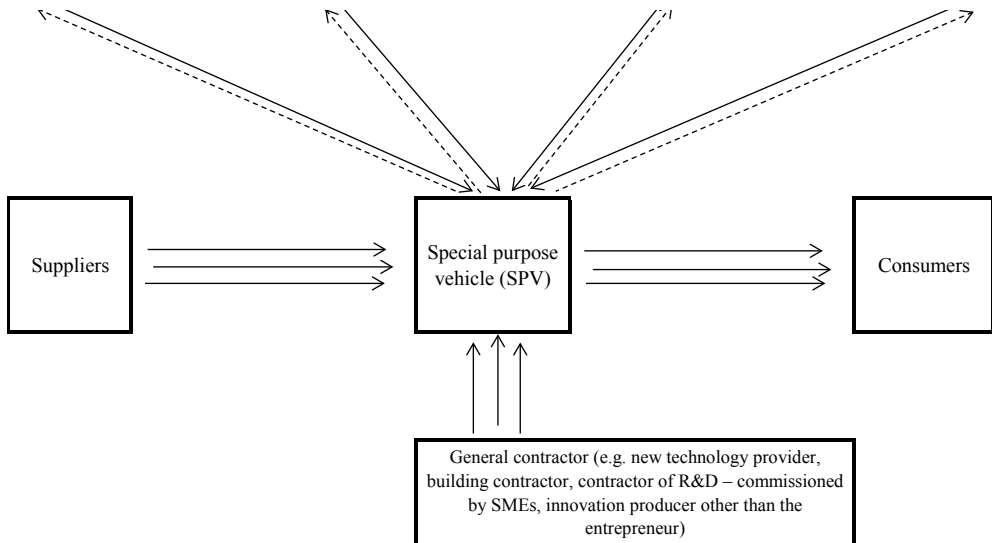 Suppliers
Special purpose
vehicle (SPV)
Consumers
General contractor (e.g. new technology provider,
building contractor, contractor of R&D – commissioned
by SMEs, innovation producer other than the
entrepreneur)